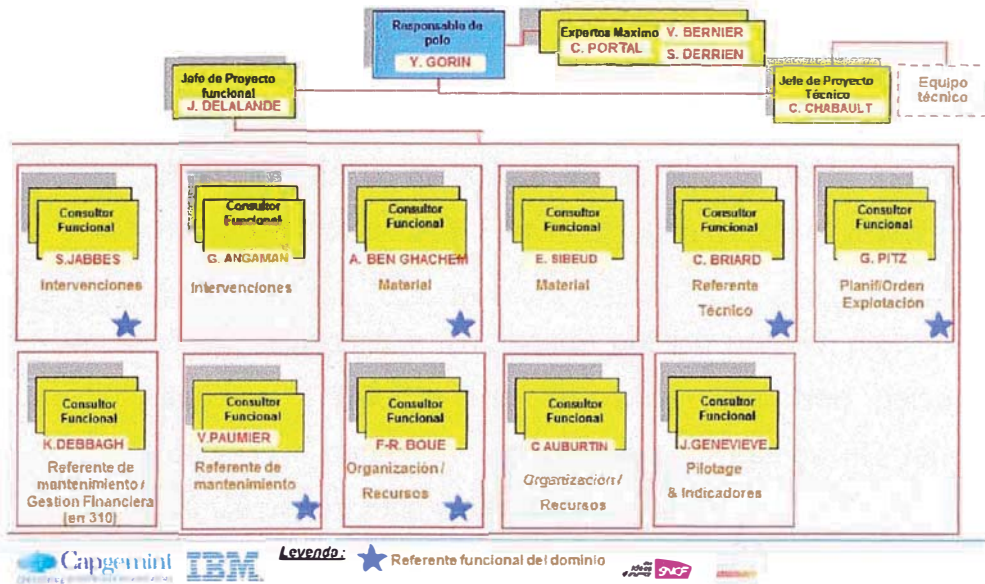 Responsable de
polo
Y. GORIN
Expertos Maximo V. BERNIER
C. PORTAL
S. DERRIEN
Jefe de Proyecto
funcional
J. DELALANDE
Jefe de Proyecto
Técnico
C. CHABAULT
Equipo
técnico
Consultor
Funcional
S.JABBES
Intervenciones
Consultor
Funcional
G. ANGAMAN
Intervenciones
Consultor
Funcional
A. BEN GHACHEM
Material
Consultor
Funcional
E. SIBEUD
Material
Consultor
Funcional
C. BRIARD
Referente
Técnico
Consultor
Funcional
G. PITZ
Planif/Orden
Explotación
Consultor
Funcional
K.DEBBAGH
Referente de
mantenimiento /
Gestion Financiera
(en 310)
Consultor
Funcional
V.PAUMIER
Referente de
mantenimiento
Consultor
Funcional
F-R. BOUE
Organización /
Recursos
Consultor
Funcional
C AUBURTIN
Organización /
Recursos
Consultor
Funcional
J.GENEVIEVE
Pilotage
& Indicadores
Capgemini
IBM
Leyenda :
Referente funcional del dominio
SNCF